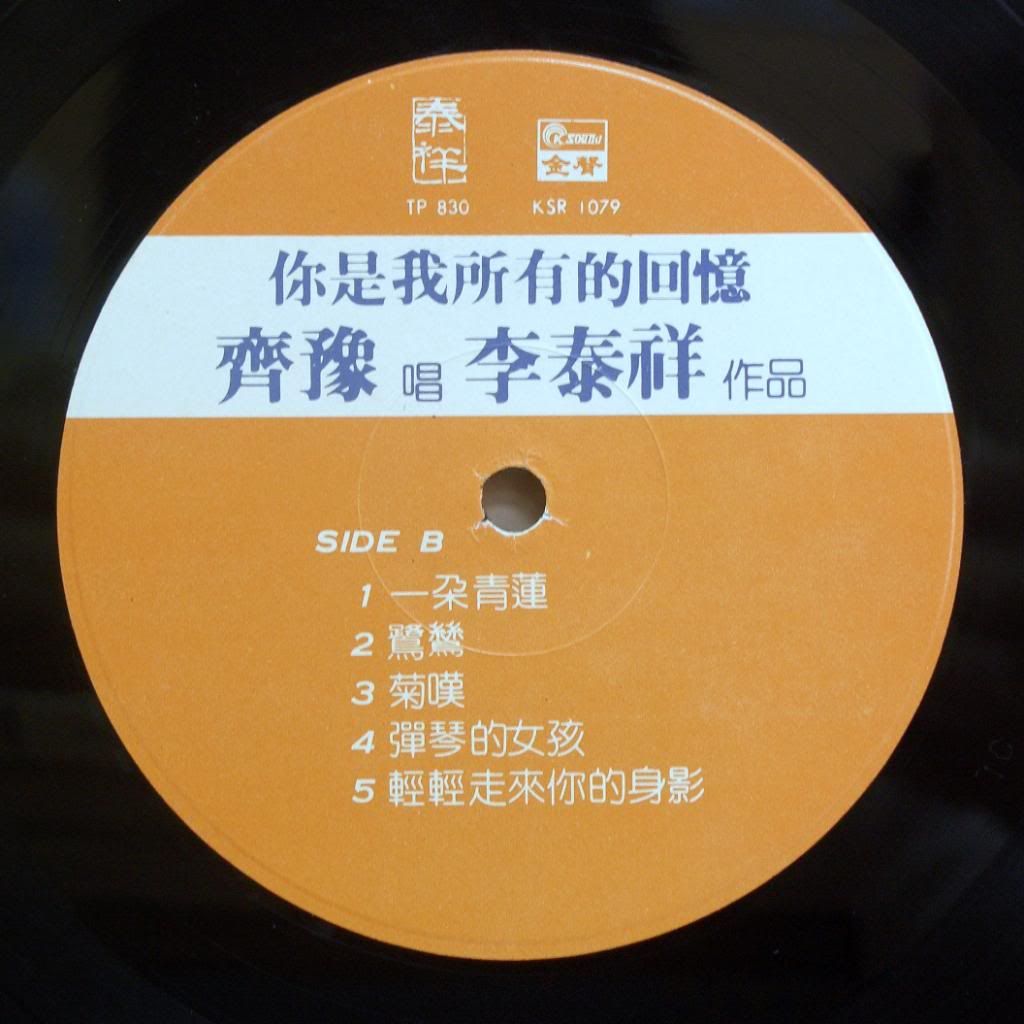 泰祥
K SOUND
金聲
TP 830
KSR 1079
你是我所有的回憶
齊豫 唱 李泰祥 作品
SIDE B
1 一朵青蓮
2 鷺鷥
3 菊嘆
4 彈琴的女孩
5 輕輕走來你的身影